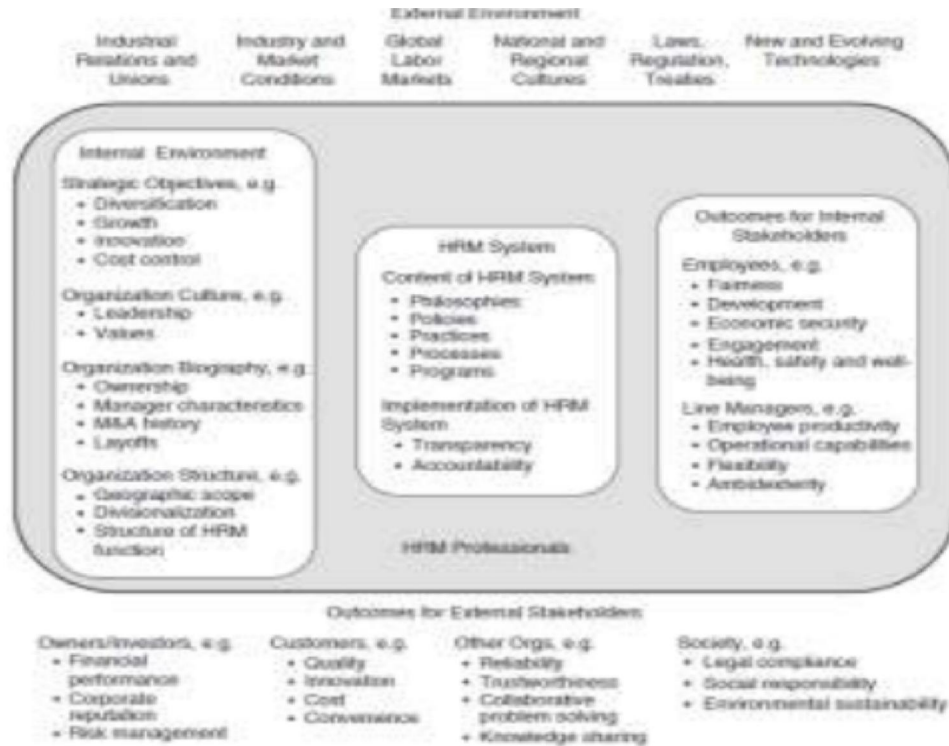 External Environment
Industrial Relations and Unions
Industry and Market Conditions
Global Labor Markets
National and Regional Cultures
Laws, Regulation, Treaties
New and Evolving Technologies
Internal Environment
Strategic Objectives, e.g.
• Diversification
• Growth
• Innovation
• Cost control
Organization Culture, e.g.
• Leadership
• Values
Organization Biography, e.g.
• Ownership
• Manager characteristics
• M&A history
• Layoffs
Organization Structure, e.g.
• Geographic scope
• Divisionalization
• Structure of HRM
function
HRM System
Content of HRM System
• Philosophies
• Policies
• Practices
• Processes
• Programs
Implementation of HRM
System
• Transparency
• Accountability
Outcomes for Internal
Stakeholders
Employees, e.g.
• Fairness
• Development
• Economic security
• Engagement
• Health, safety and well-
being
Line Managers, e.g.
• Employee productivity
• Operational capabilities
• Flexibility
• Ambidexterity
HRM Professionals
Outcomes for External Stakeholders
Owners/Investors, e.g.
• Financial
performance
• Corporate
reputation
• Risk management
Customers, e.g.
• Quality
• Innovation
• Cost
• Convenience
Other Orgs, e.g.
• Reliability
• Trustworthiness
• Collaborative
problem solving
• Knowledge sharing
Society, e.g.
• Legal compliance
• Social responsibility
• Environmental sustainability